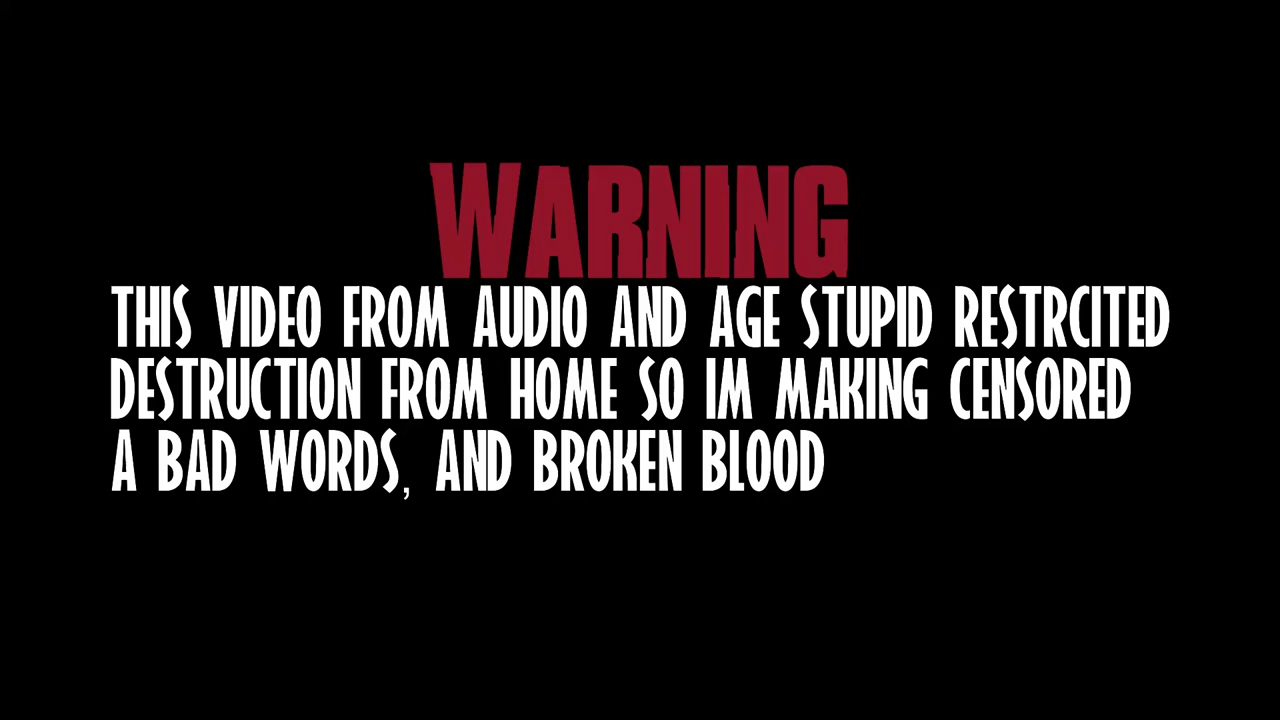 WARNING
THIS VIDEO FROM AUDIO AND AGE STUPID RESTRCITED
DESTRUCTION FROM HOME SO IM MAKING CENSORED
A BAD WORDS, AND BROKEN BLOOD